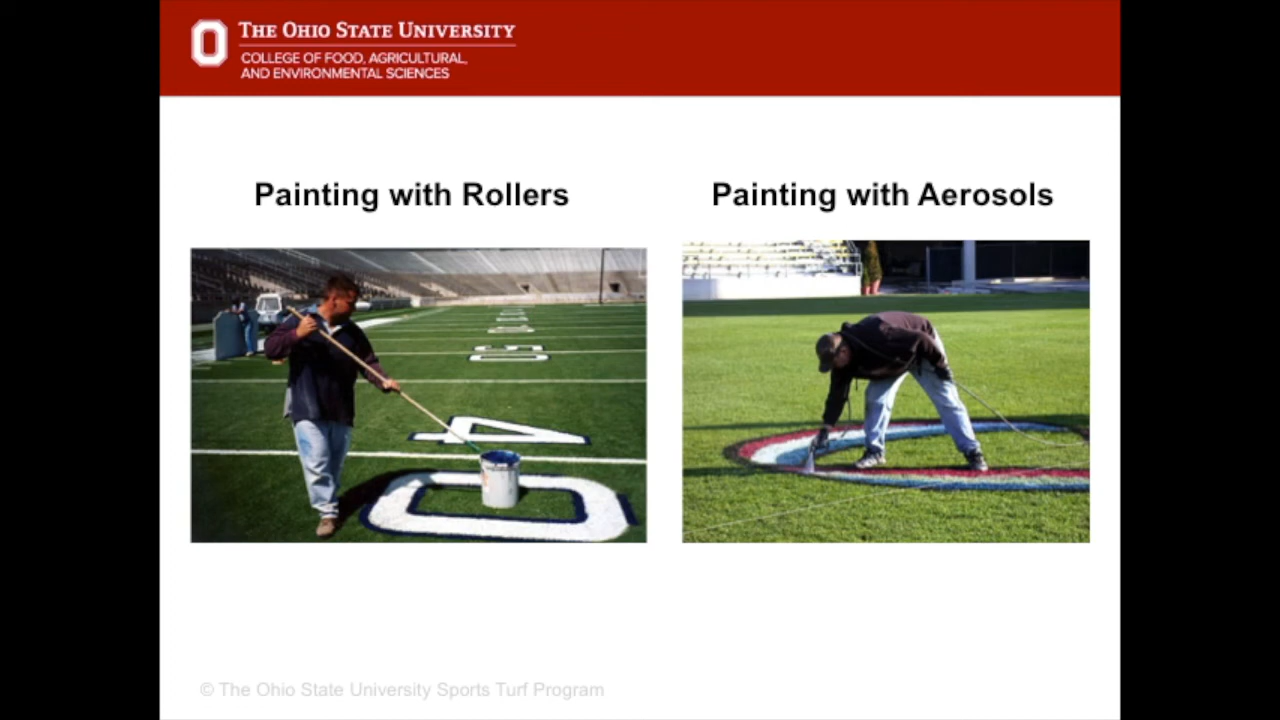 THE OHIO STATE UNIVERSITY
COLLEGE OF FOOD, AGRICULTURAL,
AND ENVIRONMENTAL SCIENCES
Painting with Rollers
Painting with Aerosols
40
© The Ohio State University Sports Turf Program